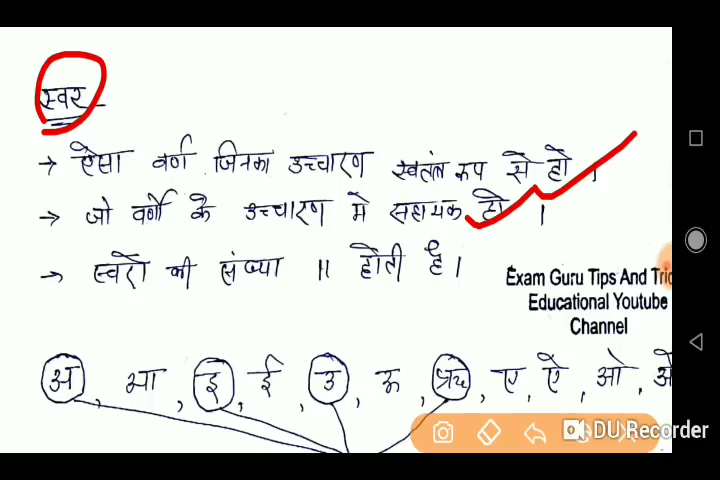 स्वर
→ ऐसा वर्ण जिनका उच्चारण स्वतंत्र रूप से हो ।
→ जो वर्णो के उच्चारण मे सहायक हो ।
→ स्वरो की संख्या 11 होती है ।
Exam Guru Tips And Tric
Educational Youtube
Channel
अ , आ , इ , ई , उ , ऊ , ऋ , ए , ऐ , ओ , औ
DU Recorder